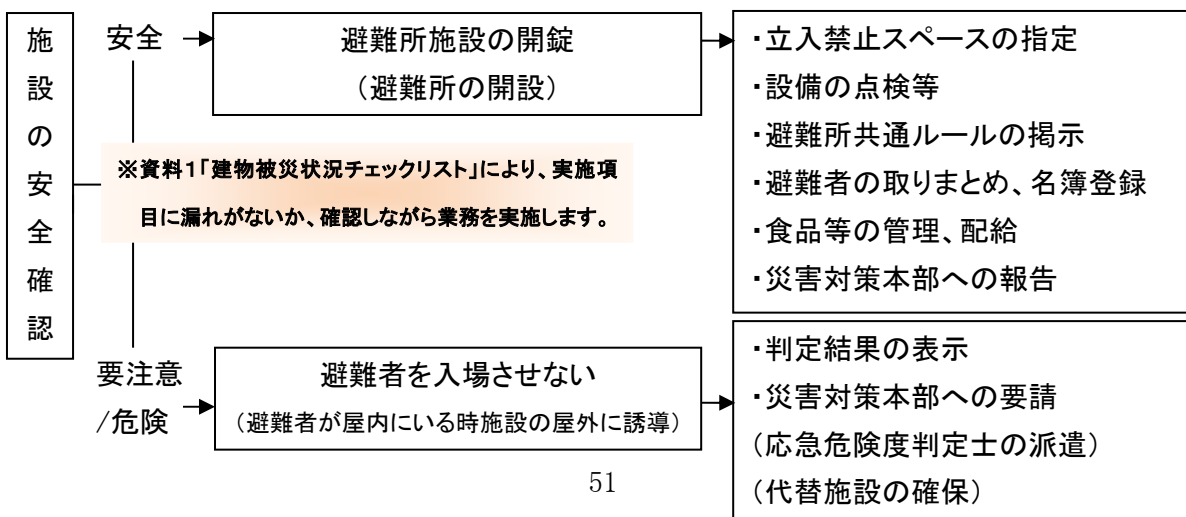 施設の安全確認
安全
避難所施設の開錠
（避難所の開設）
・立入禁止スペースの指定
・設備の点検等
・避難所共通ルールの掲示
・避難者の取りまとめ、名簿登録
・食品等の管理、配給
・災害対策本部への報告
※資料１「建物被災状況チェックリスト」により、実施項
目に漏れがないか、確認しながら業務を実施します。
要注意
/危険
避難者を入場させない
（避難者が屋内にいる時施設の屋外に誘導）
・判定結果の表示
・災害対策本部への要請
（応急危険度判定士の派遣）
（代替施設の確保）
51